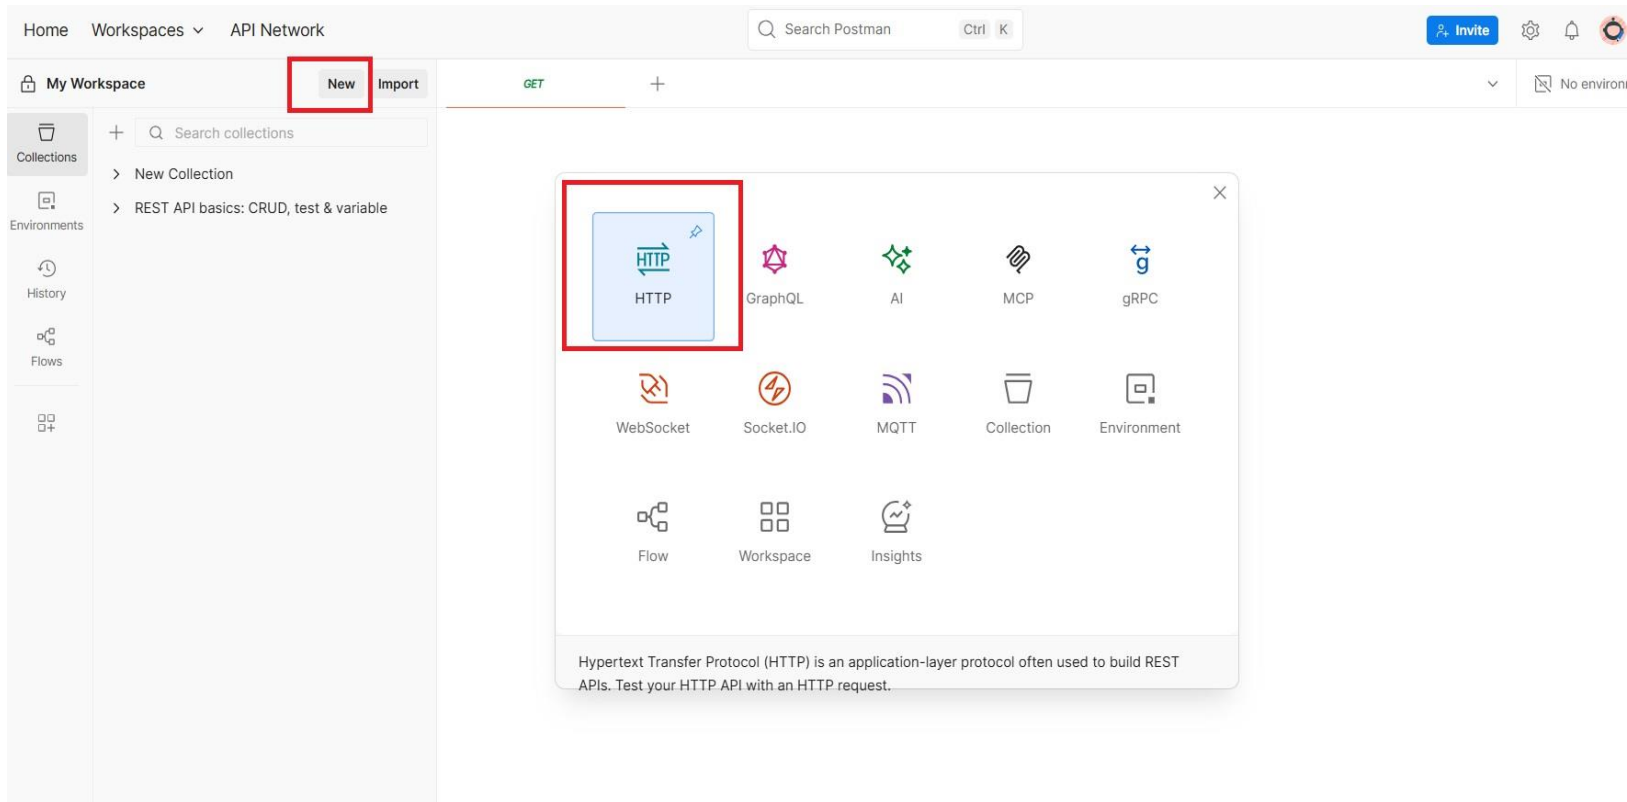 Home Workspaces API Network Search Postman Ctrl K Invite
My Workspace New Import GET No environ
Collections
Search collections
New Collection
REST API basics: CRUD, test & variable
Environments
History
Flows
HTTP
HTTP GraphQL AI MCP gRPC
WebSocket Socket.IO MQTT Collection Environment
Flow Workspace Insights
Hypertext Transfer Protocol (HTTP) is an application-layer protocol often used to build REST
APIs. Test your HTTP API with an HTTP request.